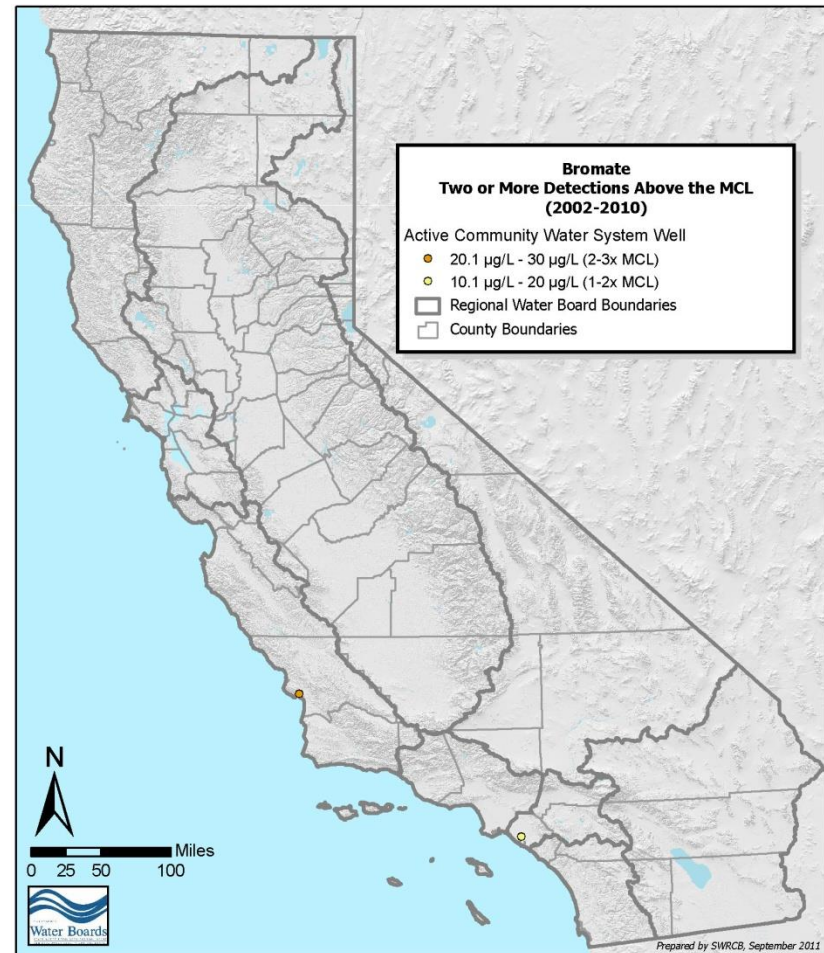 Bromate
Two or More Detections Above the MCL
(2002-2010)
Active Community Water System Well
20.1 µg/L - 30 µg/L (2-3x MCL)
10.1 µg/L - 20 µg/L (1-2x MCL)
Regional Water Board Boundaries
County Boundaries
N
Miles
0 25 50 100
Water Boards
Prepared by SWRCB, September 2011